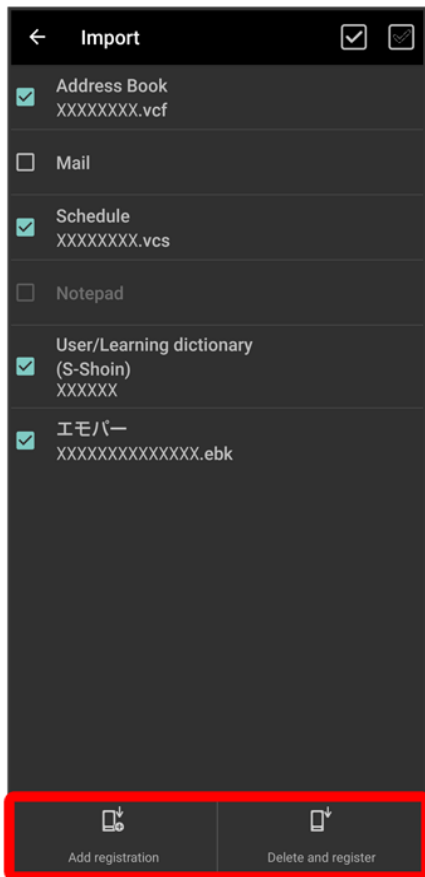 Import
Address Book
XXXXXXXX.vcf
Mail
Schedule
XXXXXXXX.vcs
Notepad
User/Learning dictionary
(S-Shoin)
XXXXXX
エモパー
XXXXXXXXXXXXXX.ebk
Add registration
Delete and register